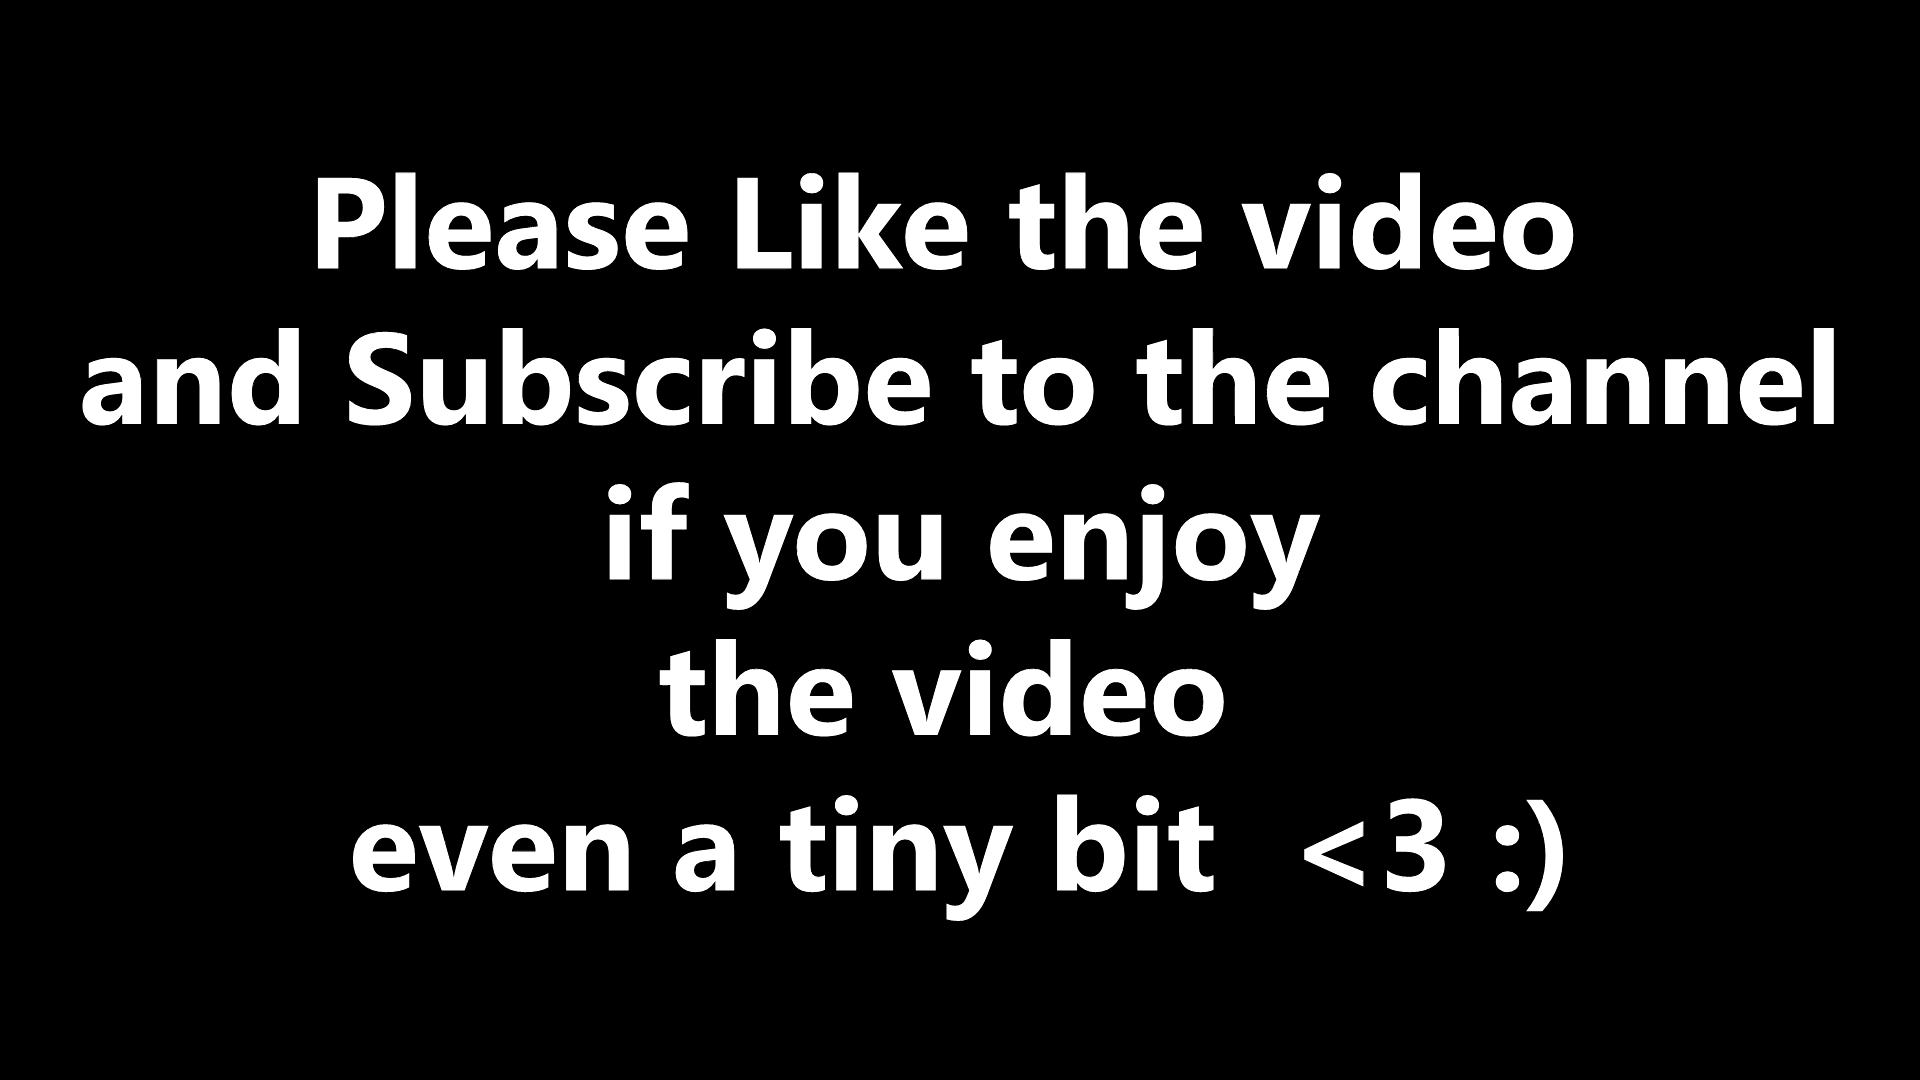 Please Like the video
and Subscribe to the channel
if you enjoy
the video
even a tiny bit  <3 :)